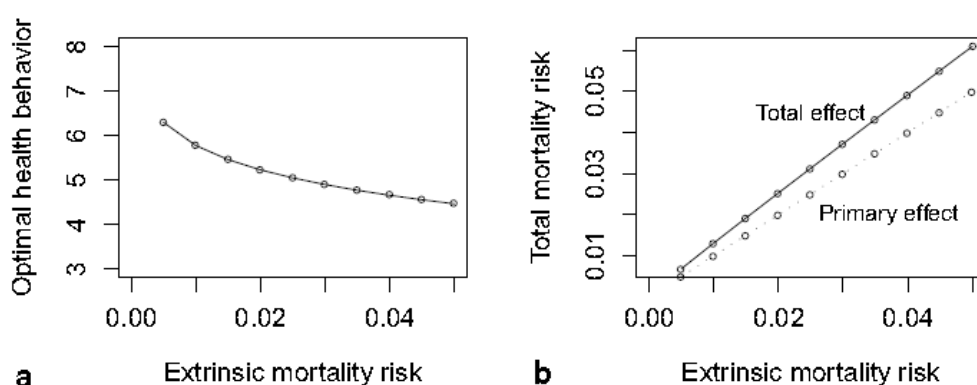 Optimal health behavior
8
7
6
5
4
3
0.00 0.02 0.04
Extrinsic mortality risk
a
Total mortality risk
0.05
0.03
0.01
Total effect
Primary effect
0.00 0.02 0.04
Extrinsic mortality risk
b